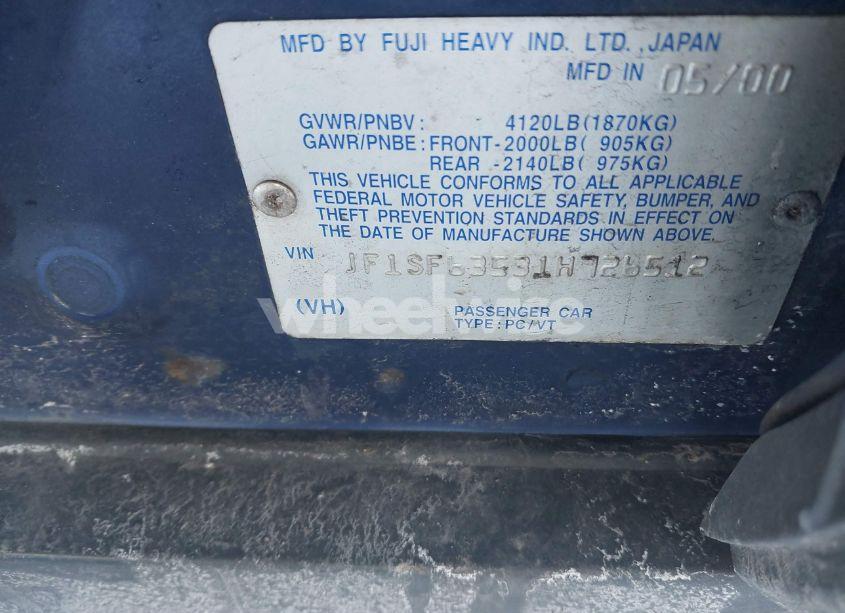 MFD BY FUJI HEAVY IND. LTD., JAPAN
MFD IN 05/00
GVWR/PNBV: 4120LB(1870KG)
GAWR/PNBE: FRONT-2000LB( 905KG)
REAR -2140LB( 975KG)
THIS VEHICLE CONFORMS TO ALL APPLICABLE
FEDERAL MOTOR VEHICLE SAFETY, BUMPER, AND
THEFT PREVENTION STANDARDS IN EFFECT ON
THE DATE OF MANUFACTURE SHOWN ABOVE.
VIN JF1SF63531H726512
wheelwise
(VH) PASSENGER CAR
TYPE: PC/VT